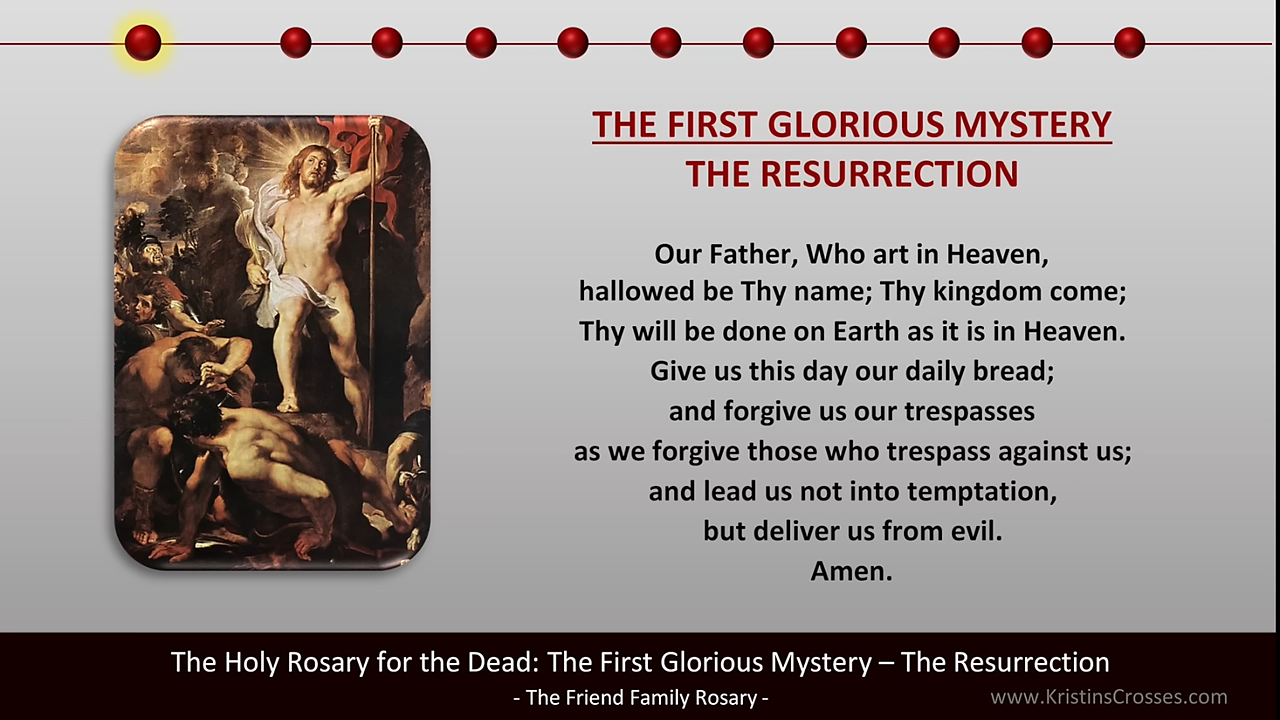 THE FIRST GLORIOUS MYSTERY
THE RESURRECTION
Our Father, Who art in Heaven,
hallowed be Thy name; Thy kingdom come;
Thy will be done on Earth as it is in Heaven.
Give us this day our daily bread;
and forgive us our trespasses
as we forgive those who trespass against us;
and lead us not into temptation,
but deliver us from evil.
Amen.
The Holy Rosary for the Dead: The First Glorious Mystery – The Resurrection
- The Friend Family Rosary -
www.KristinsCrosses.com